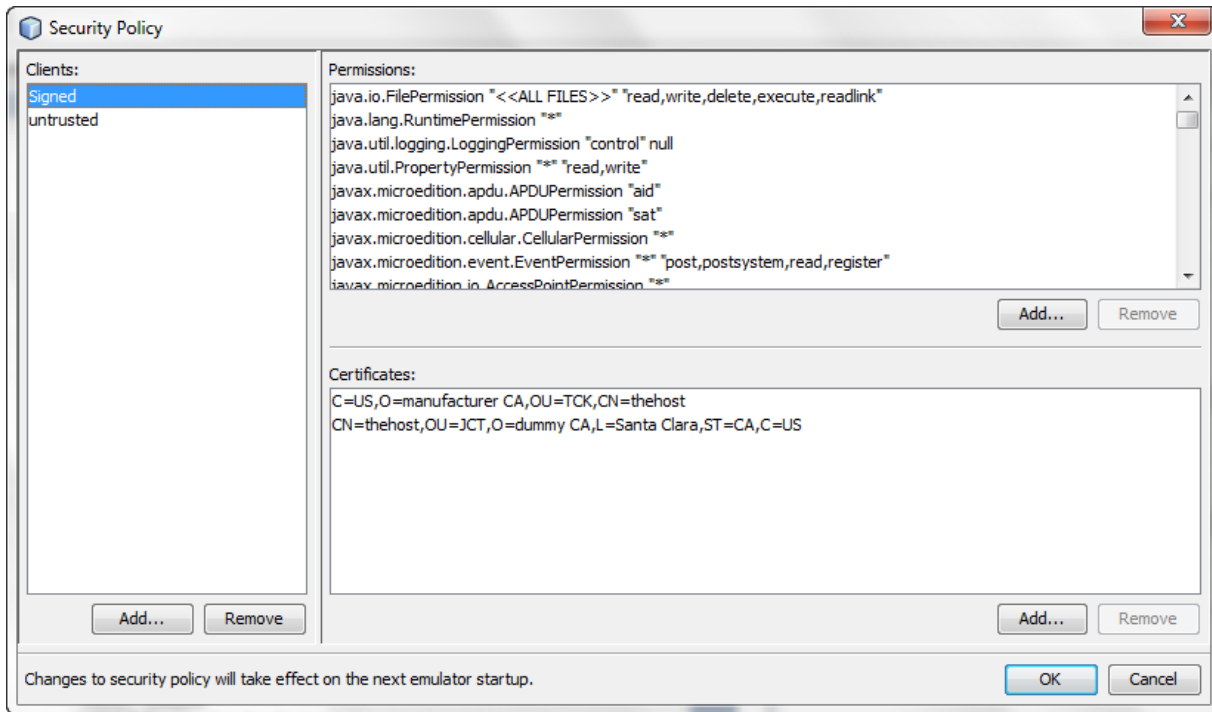 Security Policy
Clients:
Signed
untrusted
Add...
Remove
Permissions:
java.io.FilePermission "<<ALL FILES>>" "read,write,delete,execute,readlink"
java.lang.RuntimePermission "*"
java.util.logging.LoggingPermission "control" null
java.util.PropertyPermission "*" "read,write"
javax.microedition.apdu.APDUPermission "aid"
javax.microedition.apdu.APDUPermission "sat"
javax.microedition.cellular.CellularPermission "*"
javax.microedition.event.EventPermission "*" "post,postsystem,read,register"
javax.microedition.io.AccessPointPermission "*"
Add...
Remove
Certificates:
C=US,O=manufacturer CA,OU=TCK,CN=thehost
CN=thehost,OU=JCT,O=dummy CA,L=Santa Clara,ST=CA,C=US
Add...
Remove
Changes to security policy will take effect on the next emulator startup.
OK
Cancel